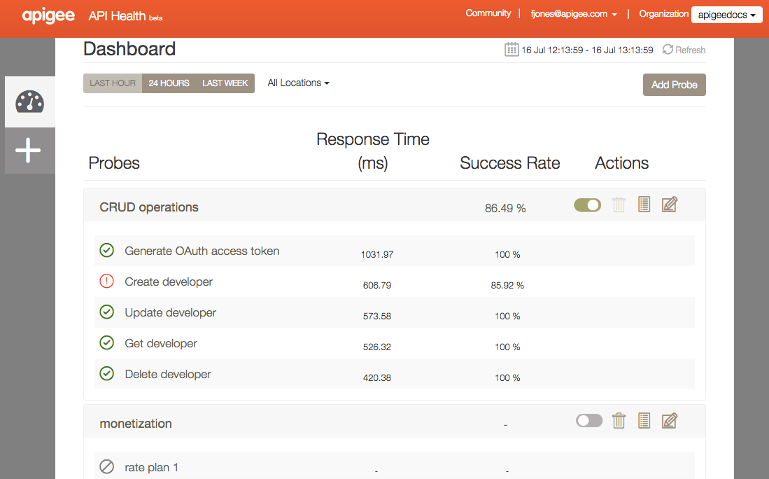 apigee API Health beta Community | fjones@apigee.com | Organization apigeedocs
Dashboard 16 Jul 12:13:59 - 16 Jul 13:13:59 Refresh
LAST HOUR 24 HOURS LAST WEEK All Locations Add Probe
Response Time
Probes (ms) Success Rate Actions
CRUD operations 86.49 %
Generate OAuth access token 1031.97 100 %
Create developer 606.79 85.92 %
Update developer 573.58 100 %
Get developer 526.32 100 %
Delete developer 420.38 100 %
monetization -
rate plan 1 - -